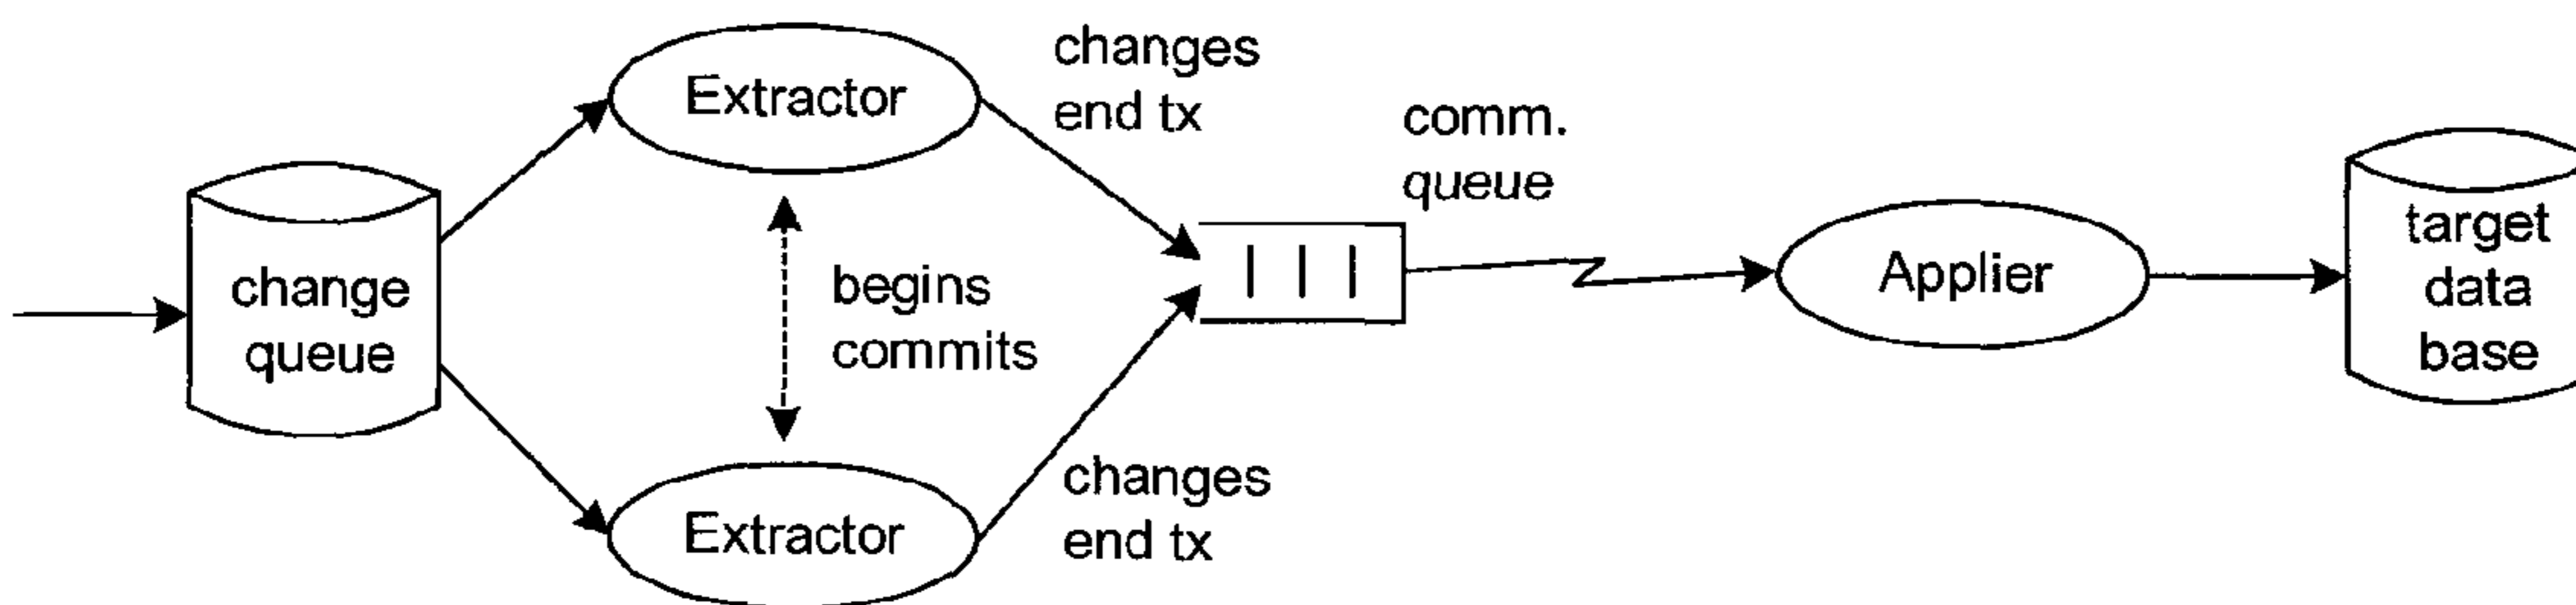 change
queue
Extractor
begins
commits
Extractor
changes
end tx
changes
end tx
comm.
queue
Applier
target
data
base